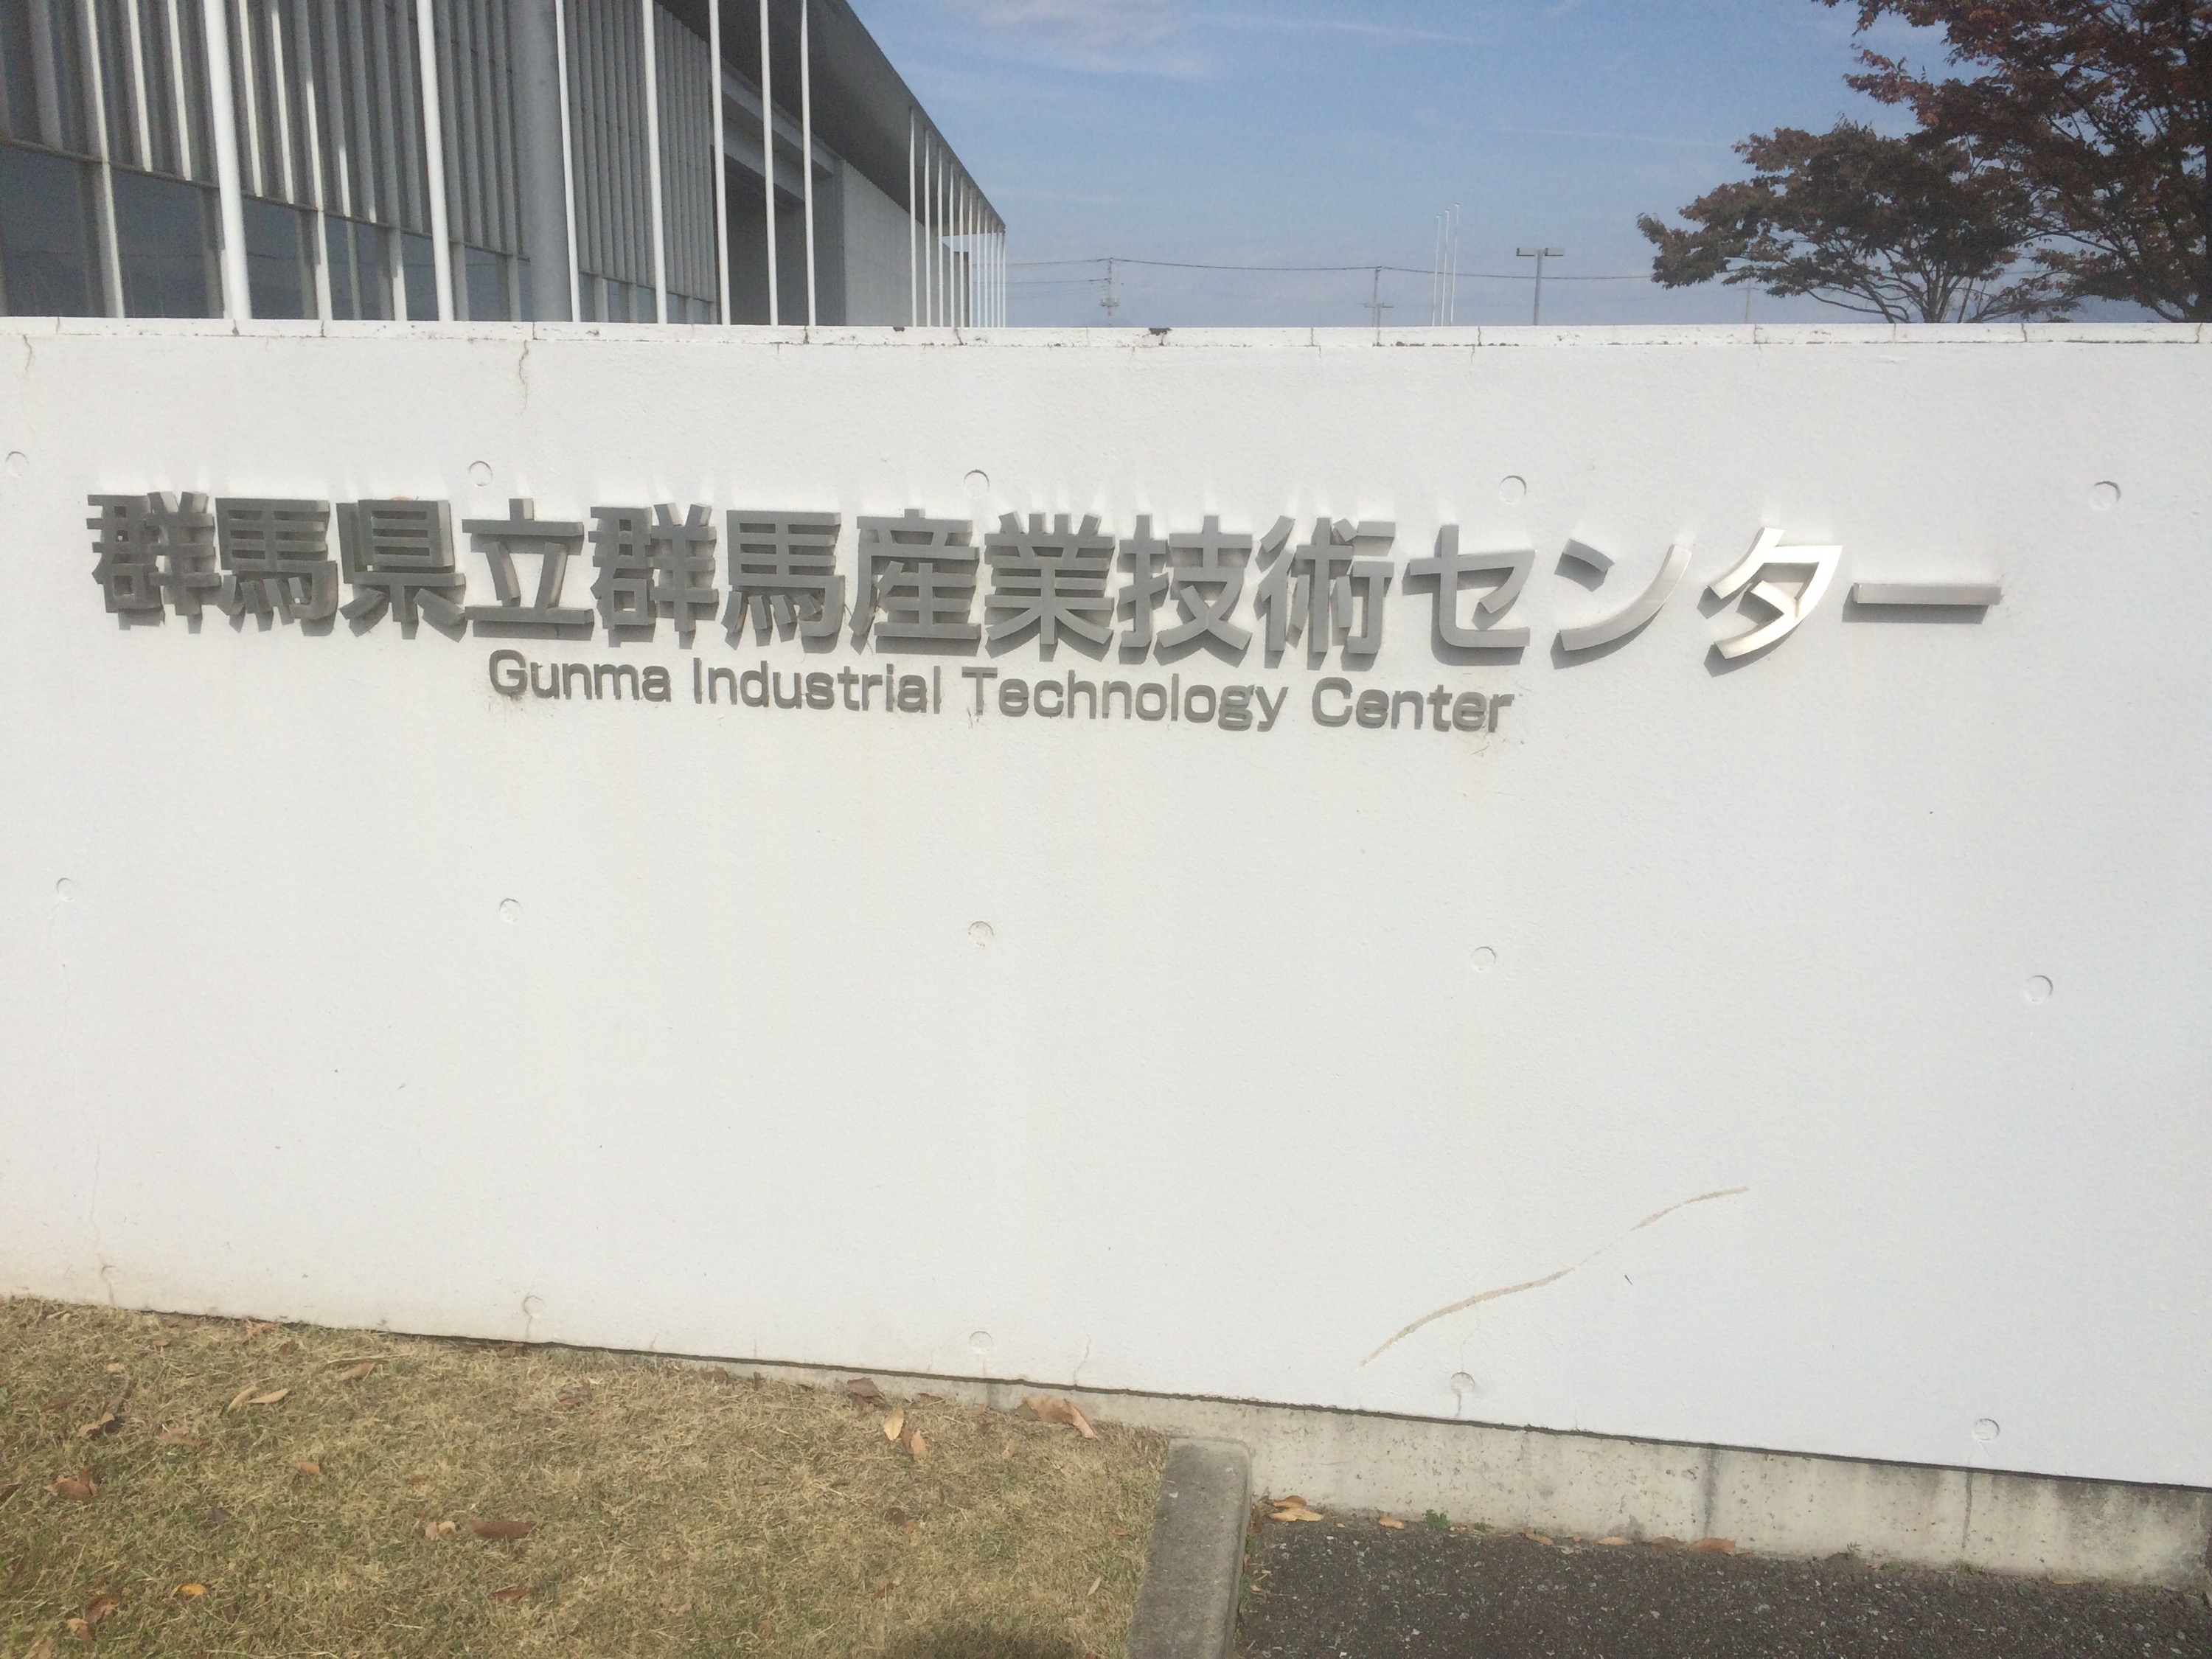 群馬県立群馬産業技術センター
Gunma Industrial Technology Center